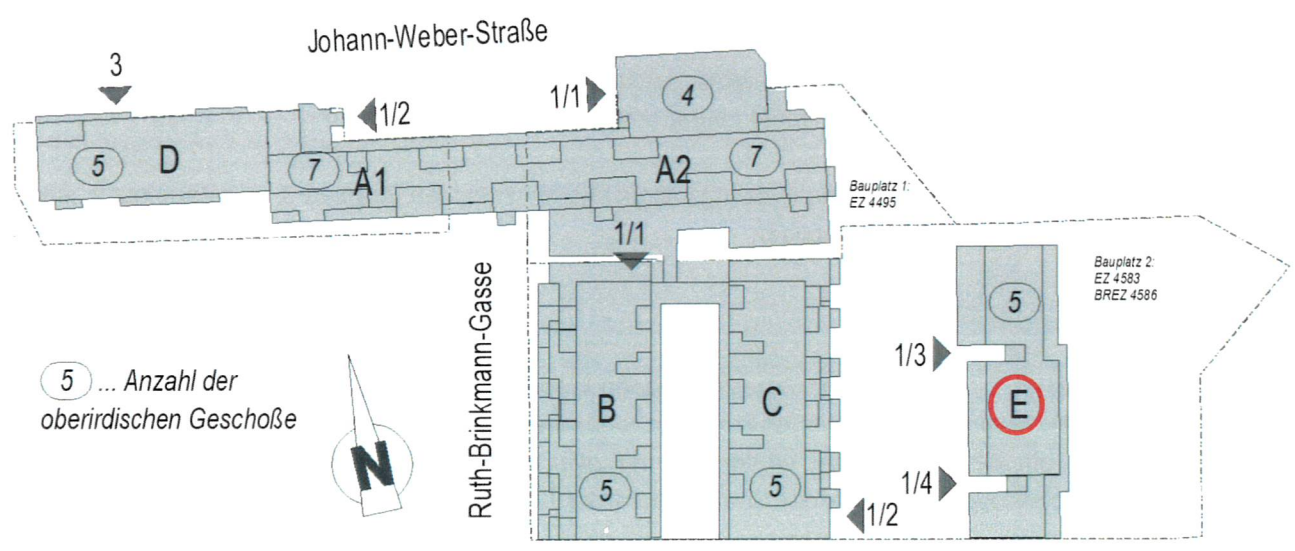 Johann-Weber-Straße
3
1/2
1/1
4
5
D
7
A1
A2
7
Bauplatz 1:
EZ 4495
1/1
Ruth-Brinkmann-Gasse
Bauplatz 2:
EZ 4583
BREZ 4586
5
1/3
5 ... Anzahl der
oberirdischen Geschoße
N
B
C
E
5
5
1/4
1/2